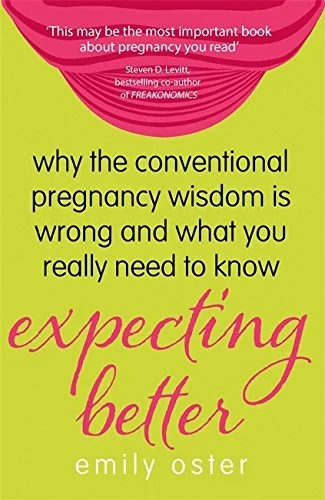 'This may be the most important book
about pregnancy you read'
Steven D. Levitt,
bestselling co-author
of FREAKONOMICS
why the conventional
pregnancy wisdom is
wrong and what you
really need to know
expecting
better
emily oster